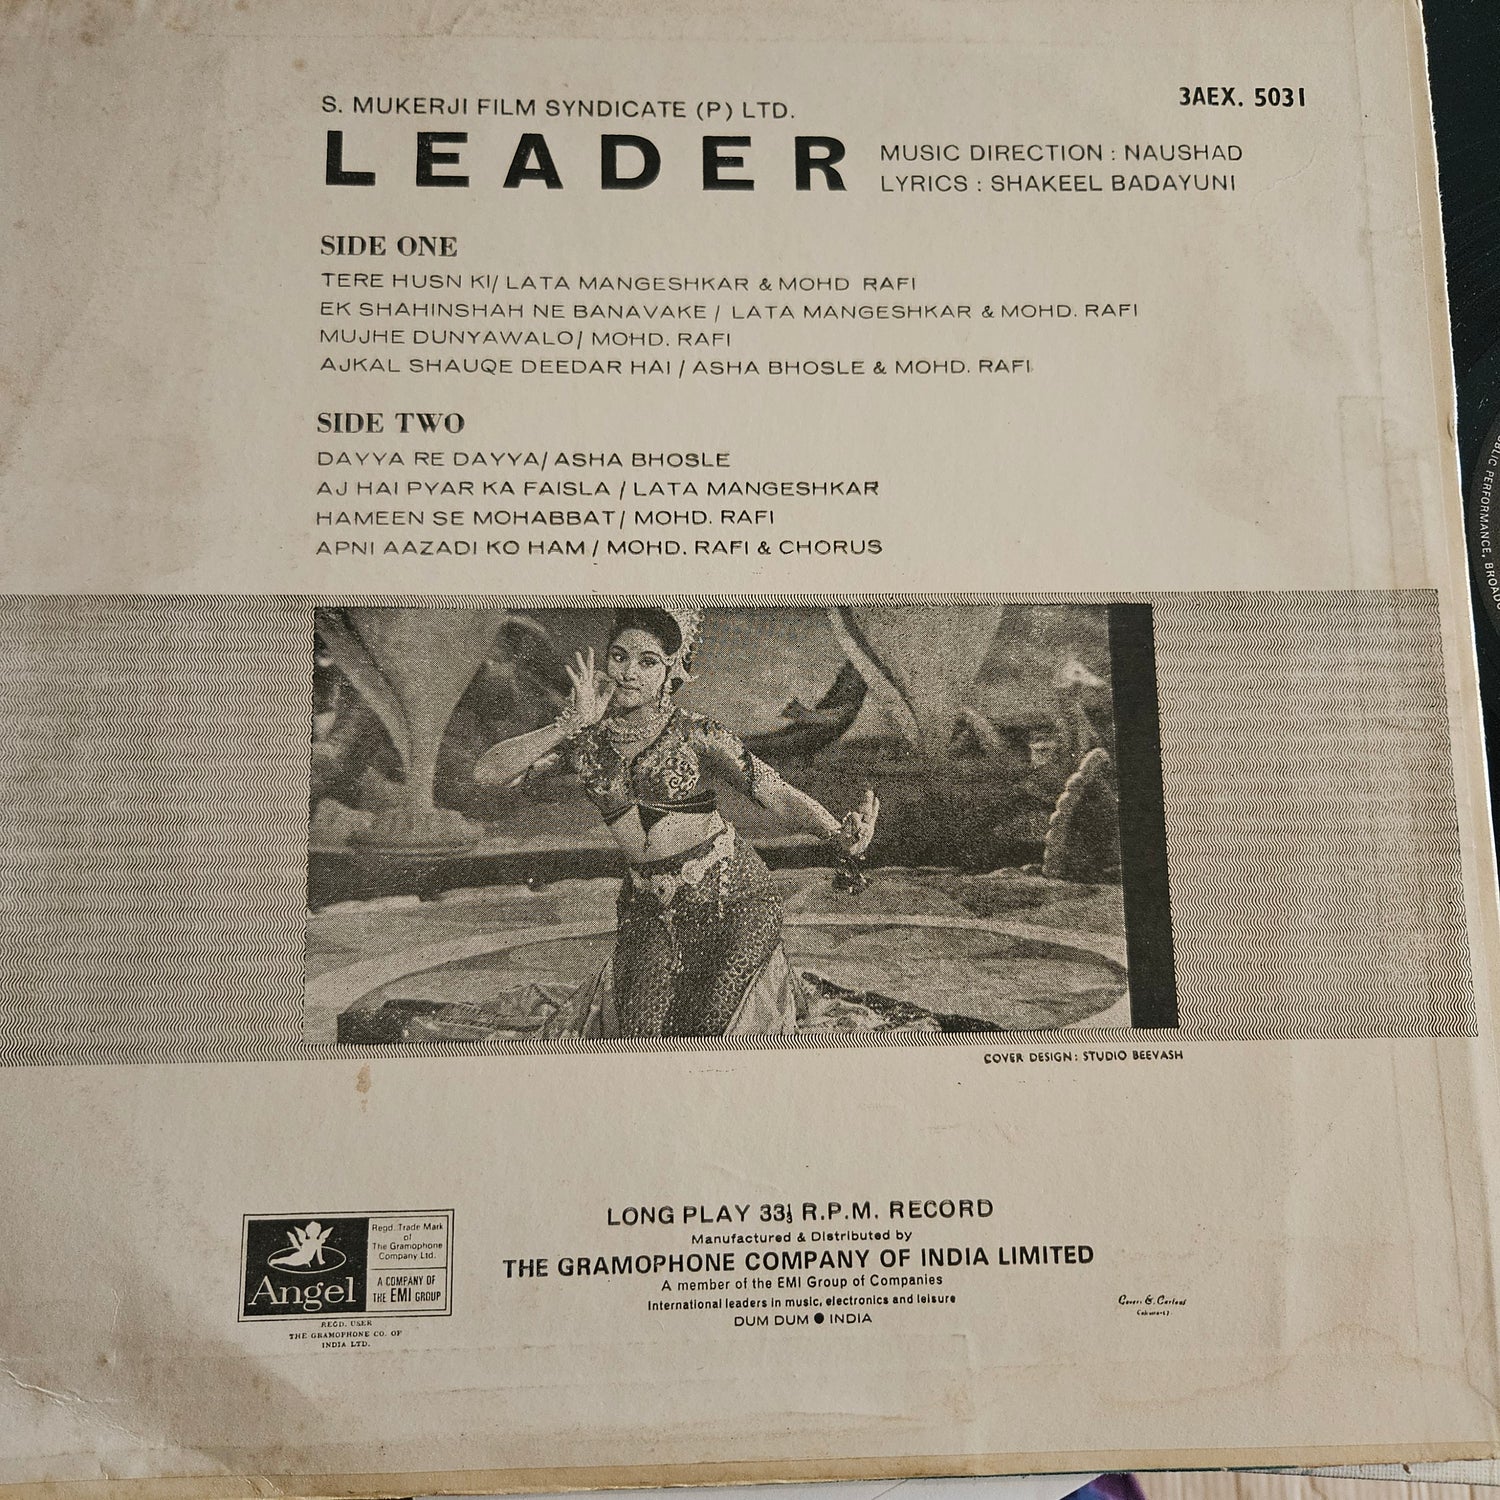 3AEX. 5031
S. MUKERJI FILM SYNDICATE (P) LTD.
LEADER
MUSIC DIRECTION : NAUSHAD
LYRICS : SHAKEEL BADAYUNI
SIDE ONE
TERE HUSN KI/ LATA MANGESHKAR & MOHD RAFI
EK SHAHINSHAH NE BANAVAKE / LATA MANGESHKAR & MOHD. RAFI
MUJHE DUNYAWALO/ MOHD. RAFI
AJKAL SHAUQE DEEDAR HAI / ASHA BHOSLE & MOHD. RAFI
SIDE TWO
DAYYA RE DAYYA/ ASHA BHOSLE
AJ HAI PYAR KA FAISLA / LATA MANGESHKAR
HAMEEN SE MOHABBAT/ MOHD. RAFI
APNI AAZADI KO HAM / MOHD. RAFI & CHORUS
COVER DESIGN: STUDIO BEEVASH
LONG PLAY 33⅓ R.P.M. RECORD
Manufactured & Distributed by
THE GRAMOPHONE COMPANY OF INDIA LIMITED
A member of the EMI Group of Companies
International leaders in music, electronics and leisure
DUM DUM ● INDIA
Angel
Regd. Trade Mark
of
The Gramophone
Company Ltd.
A COMPANY OF
THE EMI GROUP
REGD. USER
THE GRAMOPHONE CO. OF
INDIA LTD.
PERFORMANCE,